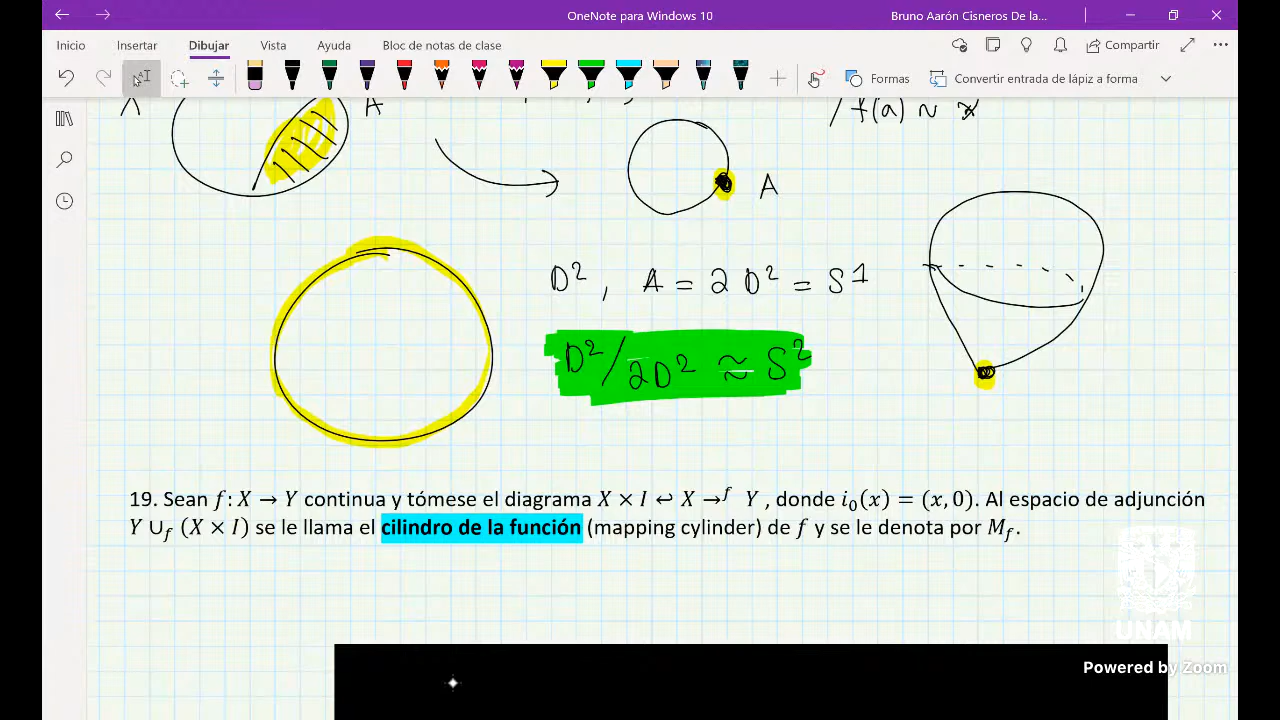 OneNote para Windows 10
Bruno Aarón Cisneros De la...
Inicio
Insertar
Dibujar
Vista
Ayuda
Bloc de notas de clase
Compartir
Formas
Convertir entrada de lápiz a forma
A
A
/ f(a) ~ x
A
D², A = ∂D² = S¹
D²/∂D² ≈ S²
19. Sean f: X → Y continua y tómese el diagrama X × I ↩ X →ᶠ Y , donde i₀(x) = (x, 0). Al espacio de adjunción
Y ∪_f (X × I) se le llama el cilindro de la función (mapping cylinder) de f y se le denota por M_f.
UNAM
Powered by Zoom